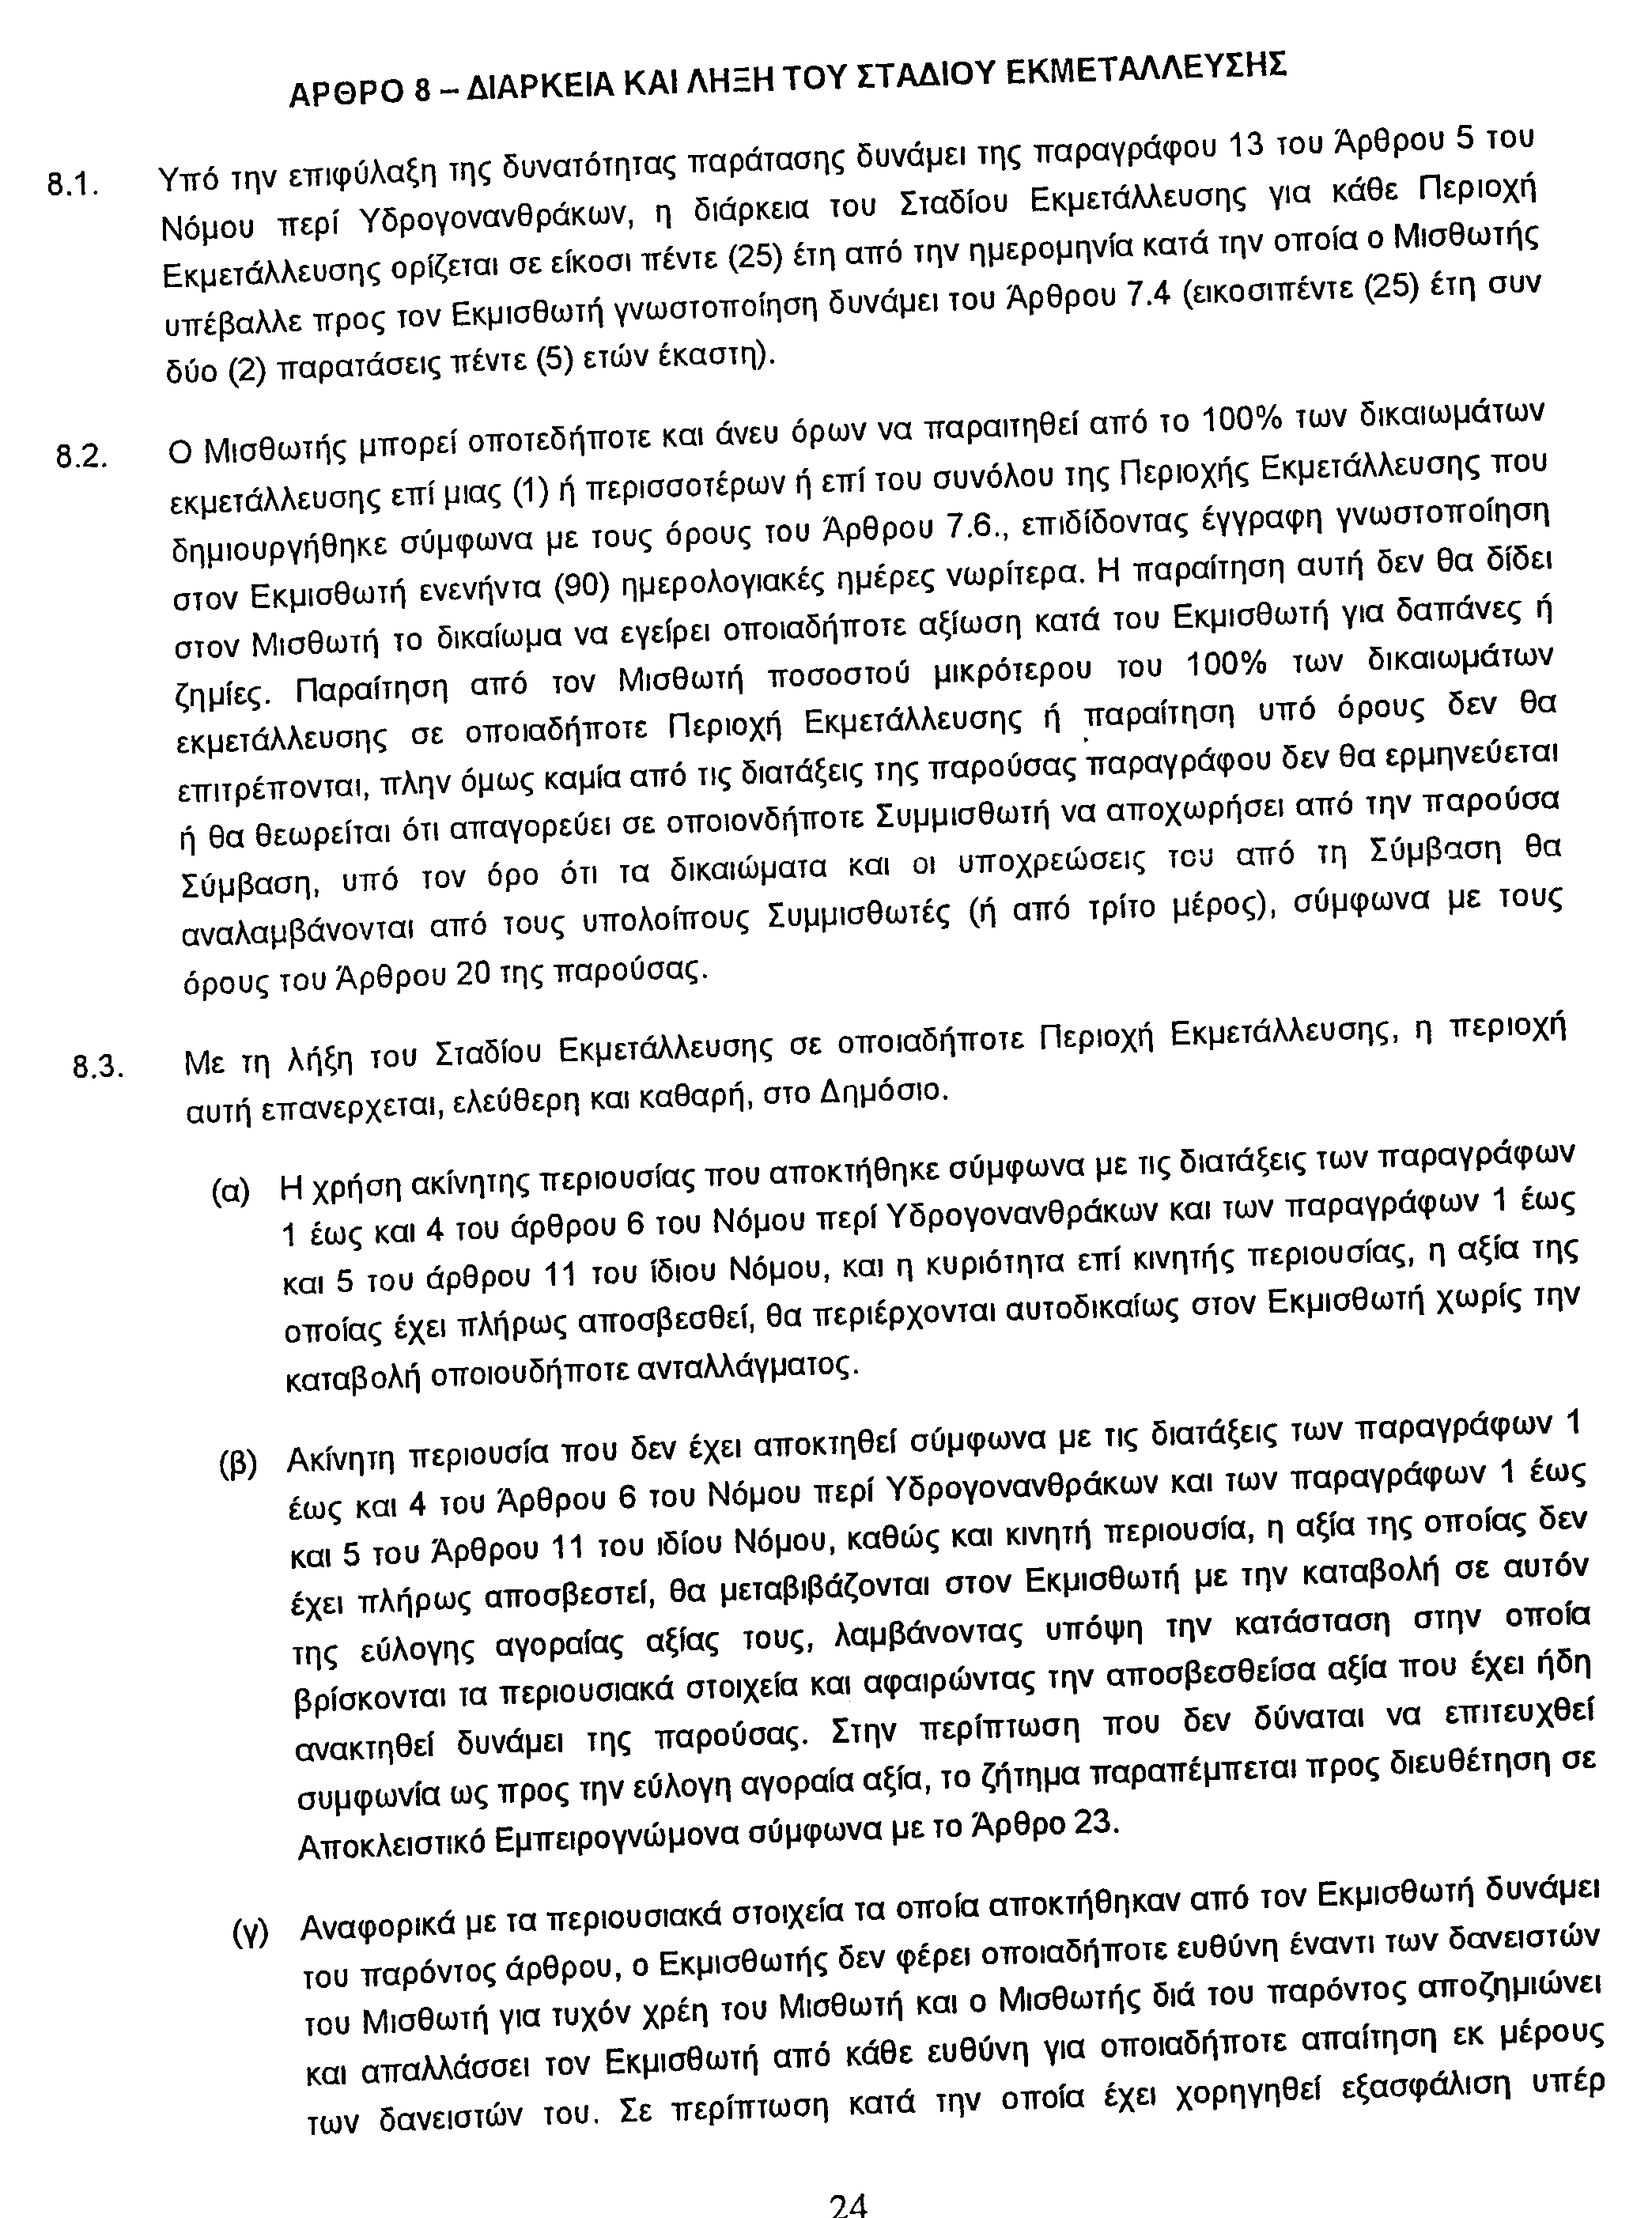 ΑΡΘΡΟ 8 – ΔΙΑΡΚΕΙΑ ΚΑΙ ΛΗΞΗ ΤΟΥ ΣΤΑΔΙΟΥ ΕΚΜΕΤΑΛΛΕΥΣΗΣ
8.1. Υπό την επιφύλαξη της δυνατότητας παράτασης δυνάμει της παραγράφου 13 του Άρθρου 5 του
Νόμου περί Υδρογονανθράκων, η διάρκεια του Σταδίου Εκμετάλλευσης για κάθε Περιοχή
Εκμετάλλευσης ορίζεται σε είκοσι πέντε (25) έτη από την ημερομηνία κατά την οποία ο Μισθωτής
υπέβαλλε προς τον Εκμισθωτή γνωστοποίηση δυνάμει του Άρθρου 7.4 (εικοσιπέντε (25) έτη συν
δύο (2) παρατάσεις πέντε (5) ετών έκαστη).
8.2. Ο Μισθωτής μπορεί οποτεδήποτε και άνευ όρων να παραιτηθεί από το 100% των δικαιωμάτων
εκμετάλλευσης επί μιας (1) ή περισσοτέρων ή επί του συνόλου της Περιοχής Εκμετάλλευσης που
δημιουργήθηκε σύμφωνα με τους όρους του Άρθρου 7.6., επιδίδοντας έγγραφη γνωστοποίηση
στον Εκμισθωτή ενενήντα (90) ημερολογιακές ημέρες νωρίτερα. Η παραίτηση αυτή δεν θα δίδει
στον Μισθωτή το δικαίωμα να εγείρει οποιαδήποτε αξίωση κατά του Εκμισθωτή για δαπάνες ή
ζημίες. Παραίτηση από τον Μισθωτή ποσοστού μικρότερου του 100% των δικαιωμάτων
εκμετάλλευσης σε οποιαδήποτε Περιοχή Εκμετάλλευσης ή παραίτηση υπό όρους δεν θα
επιτρέπονται, πλην όμως καμία από τις διατάξεις της παρούσας παραγράφου δεν θα ερμηνεύεται
ή θα θεωρείται ότι απαγορεύει σε οποιονδήποτε Συμμισθωτή να αποχωρήσει από την παρούσα
Σύμβαση, υπό τον όρο ότι τα δικαιώματα και οι υποχρεώσεις του από τη Σύμβαση θα
αναλαμβάνονται από τους υπολοίπους Συμμισθωτές (ή από τρίτο μέρος), σύμφωνα με τους
όρους του Άρθρου 20 της παρούσας.
8.3. Με τη λήξη του Σταδίου Εκμετάλλευσης σε οποιαδήποτε Περιοχή Εκμετάλλευσης, η περιοχή
αυτή επανερχεται, ελεύθερη και καθαρή, στο Δημόσιο.
(α) Η χρήση ακίνητης περιουσίας που αποκτήθηκε σύμφωνα με τις διατάξεις των παραγράφων
1 έως και 4 του άρθρου 6 του Νόμου περί Υδρογονανθράκων και των παραγράφων 1 έως
και 5 του άρθρου 11 του ίδιου Νόμου, και η κυριότητα επί κινητής περιουσίας, η αξία της
οποίας έχει πλήρως αποσβεσθεί, θα περιέρχονται αυτοδικαίως στον Εκμισθωτή χωρίς την
καταβολή οποιουδήποτε ανταλλάγματος.
(β) Ακίνητη περιουσία που δεν έχει αποκτηθεί σύμφωνα με τις διατάξεις των παραγράφων 1
έως και 4 του Άρθρου 6 του Νόμου περί Υδρογονανθράκων και των παραγράφων 1 έως
και 5 του Άρθρου 11 του ιδίου Νόμου, καθώς και κινητή περιουσία, η αξία της οποίας δεν
έχει πλήρως αποσβεστεί, θα μεταβιβάζονται στον Εκμισθωτή με την καταβολή σε αυτόν
της εύλογης αγοραίας αξίας τους, λαμβάνοντας υπόψη την κατάσταση στην οποία
βρίσκονται τα περιουσιακά στοιχεία και αφαιρώντας την αποσβεσθείσα αξία που έχει ήδη
ανακτηθεί δυνάμει της παρούσας. Στην περίπτωση που δεν δύναται να επιτευχθεί
συμφωνία ως προς την εύλογη αγοραία αξία, το ζήτημα παραπέμπεται προς διευθέτηση σε
Αποκλειστικό Εμπειρογνώμονα σύμφωνα με το Άρθρο 23.
(γ) Αναφορικά με τα περιουσιακά στοιχεία τα οποία αποκτήθηκαν από τον Εκμισθωτή δυνάμει
του παρόντος άρθρου, ο Εκμισθωτής δεν φέρει οποιαδήποτε ευθύνη έναντι των δανειστών
του Μισθωτή για τυχόν χρέη του Μισθωτή και ο Μισθωτής διά του παρόντος αποζημιώνει
και απαλλάσσει τον Εκμισθωτή από κάθε ευθύνη για οποιαδήποτε απαίτηση εκ μέρους
των δανειστών του. Σε περίπτωση κατά την οποία έχει χορηγηθεί εξασφάλιση υπέρ
24